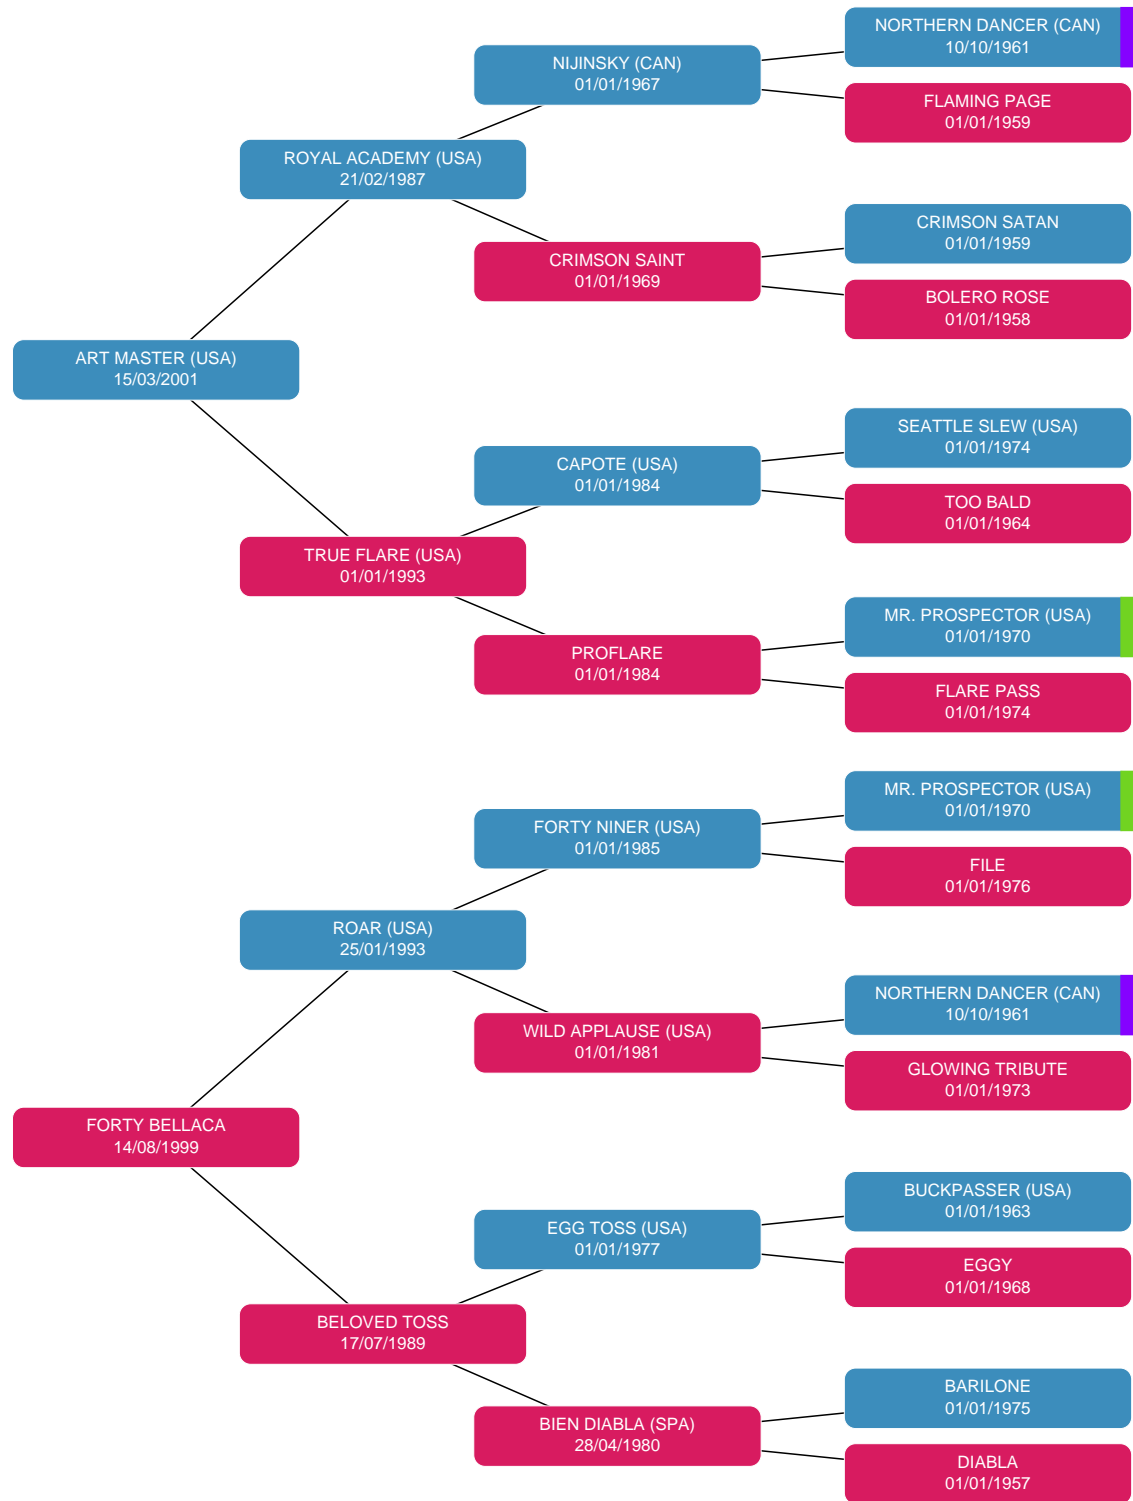 NORTHERN DANCER (CAN)
10/10/1961
NIJINSKY (CAN)
01/01/1967
FLAMING PAGE
01/01/1959
ROYAL ACADEMY (USA)
21/02/1987
CRIMSON SATAN
01/01/1959
CRIMSON SAINT
01/01/1969
BOLERO ROSE
01/01/1958
ART MASTER (USA)
15/03/2001
SEATTLE SLEW (USA)
01/01/1974
CAPOTE (USA)
01/01/1984
TOO BALD
01/01/1964
TRUE FLARE (USA)
01/01/1993
MR. PROSPECTOR (USA)
01/01/1970
PROFLARE
01/01/1984
FLARE PASS
01/01/1974
MR. PROSPECTOR (USA)
01/01/1970
FORTY NINER (USA)
01/01/1985
FILE
01/01/1976
ROAR (USA)
25/01/1993
NORTHERN DANCER (CAN)
10/10/1961
WILD APPLAUSE (USA)
01/01/1981
GLOWING TRIBUTE
01/01/1973
FORTY BELLACA
14/08/1999
BUCKPASSER (USA)
01/01/1963
EGG TOSS (USA)
01/01/1977
EGGY
01/01/1968
BELOVED TOSS
17/07/1989
BARILONE
01/01/1975
BIEN DIABLA (SPA)
28/04/1980
DIABLA
01/01/1957